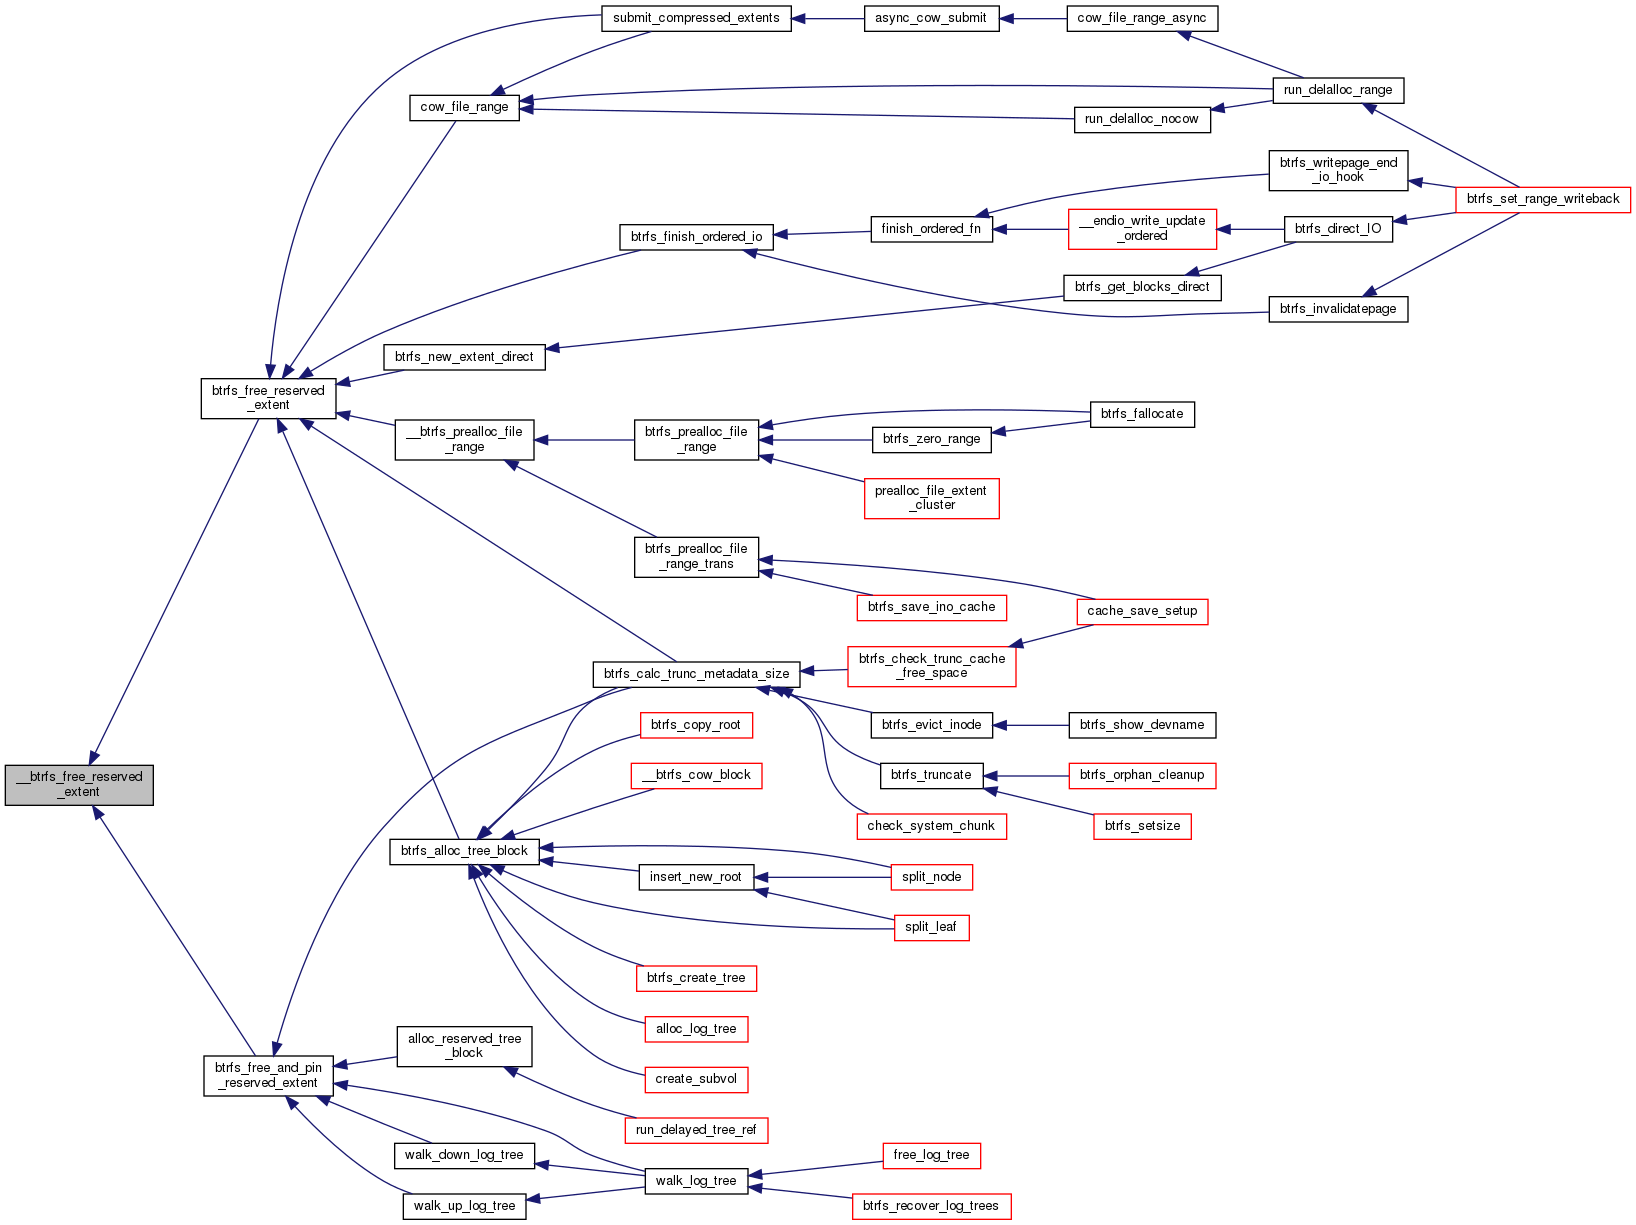 submit_compressed_extents
async_cow_submit
cow_file_range_async
cow_file_range
run_delalloc_range
run_delalloc_nocow
btrfs_writepage_end
_io_hook
btrfs_set_range_writeback
btrfs_finish_ordered_io
finish_ordered_fn
__endio_write_update
_ordered
btrfs_direct_IO
btrfs_get_blocks_direct
btrfs_invalidatepage
btrfs_new_extent_direct
btrfs_free_reserved
_extent
__btrfs_prealloc_file
_range
btrfs_prealloc_file
_range
btrfs_fallocate
btrfs_zero_range
prealloc_file_extent
_cluster
btrfs_prealloc_file
_range_trans
btrfs_save_ino_cache
cache_save_setup
btrfs_calc_trunc_metadata_size
btrfs_check_trunc_cache
_free_space
btrfs_copy_root
btrfs_evict_inode
btrfs_show_devname
__btrfs_free_reserved
_extent
__btrfs_cow_block
btrfs_truncate
btrfs_orphan_cleanup
check_system_chunk
btrfs_setsize
btrfs_alloc_tree_block
insert_new_root
split_node
split_leaf
btrfs_create_tree
alloc_log_tree
alloc_reserved_tree
_block
btrfs_free_and_pin
_reserved_extent
create_subvol
run_delayed_tree_ref
walk_down_log_tree
walk_log_tree
free_log_tree
walk_up_log_tree
btrfs_recover_log_trees